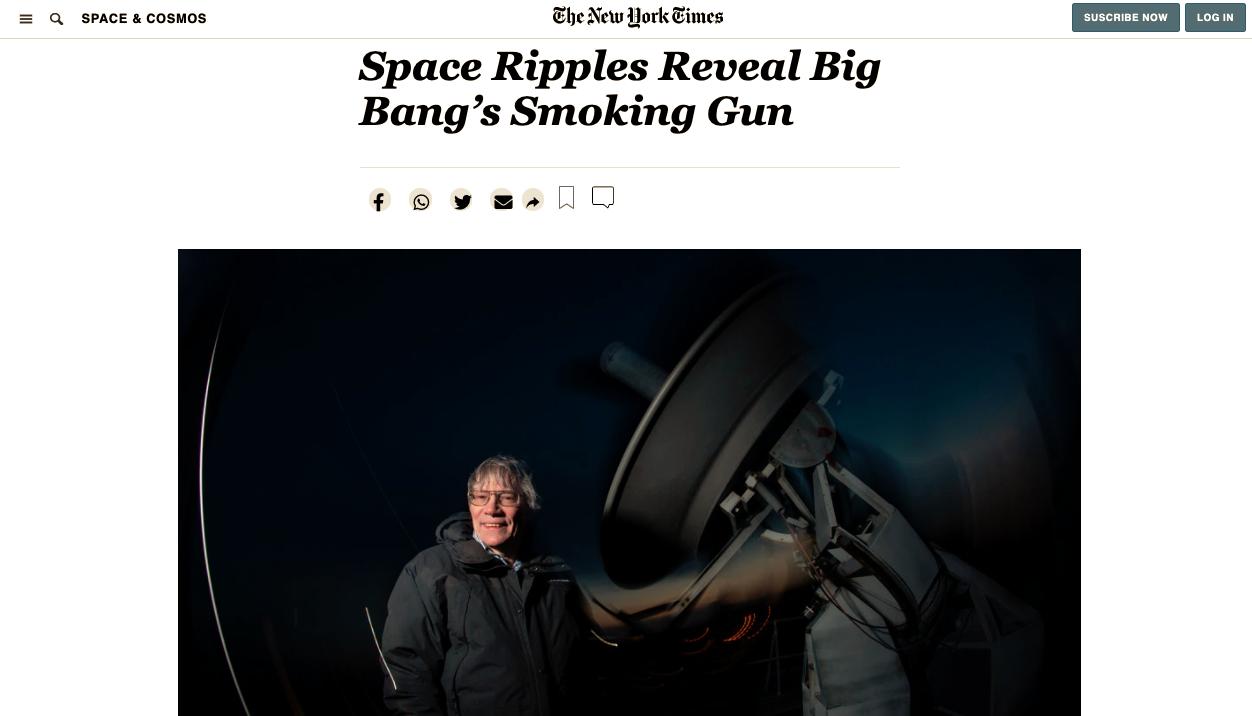 SPACE & COSMOS
The New York Times
SUSCRIBE NOW
LOG IN
Space Ripples Reveal Big
Bang’s Smoking Gun